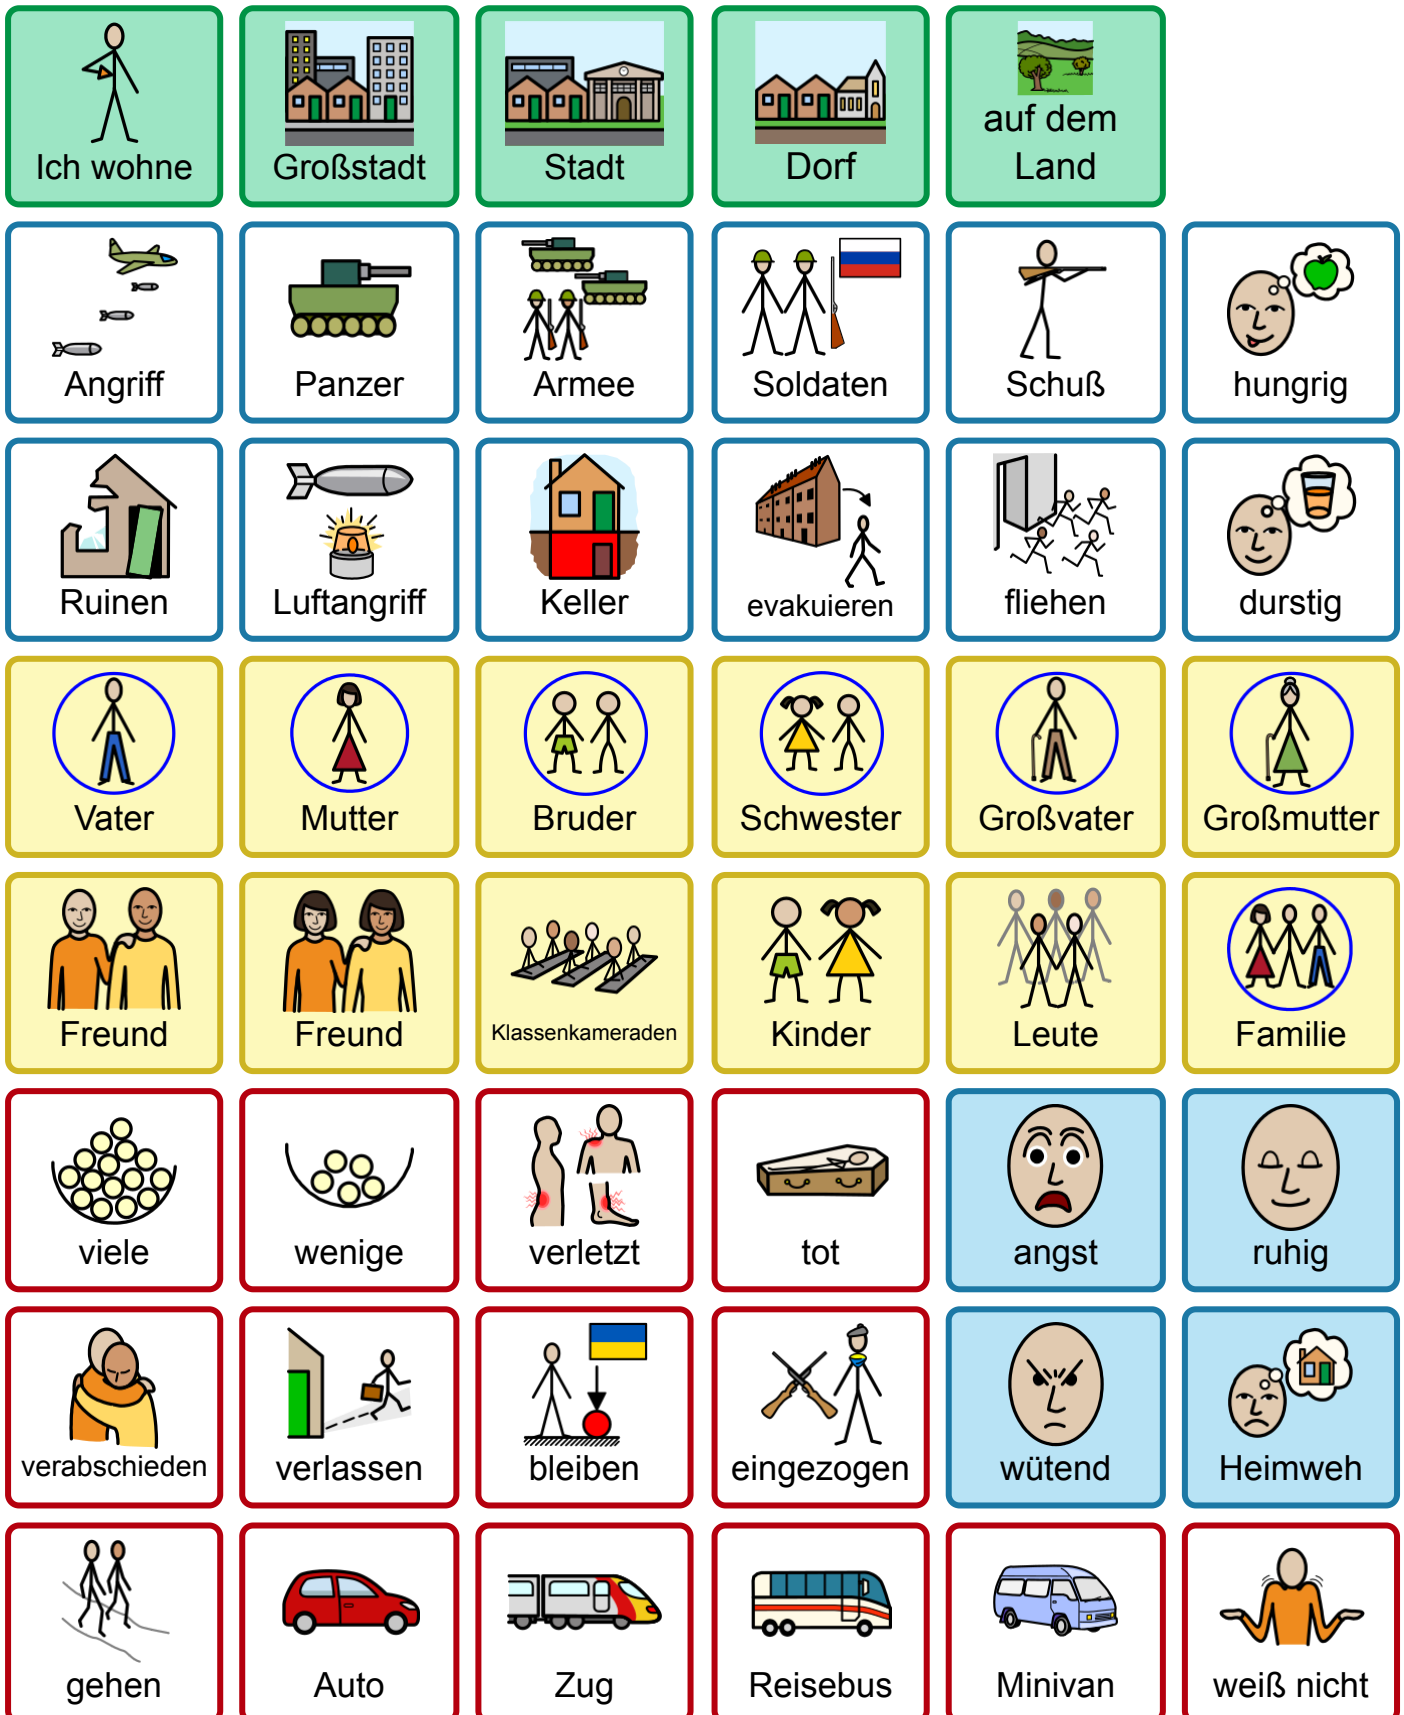 Ich wohne
Großstadt
Stadt
Dorf
auf dem
Land
Angriff
Panzer
Armee
Soldaten
Schuß
hungrig
Ruinen
Luftangriff
Keller
evakuieren
fliehen
durstig
Vater
Mutter
Bruder
Schwester
Großvater
Großmutter
Freund
Freund
Klassenkameraden
Kinder
Leute
Familie
viele
wenige
verletzt
tot
angst
ruhig
verabschieden
verlassen
bleiben
eingezogen
wütend
Heimweh
gehen
Auto
Zug
Reisebus
Minivan
weiß nicht